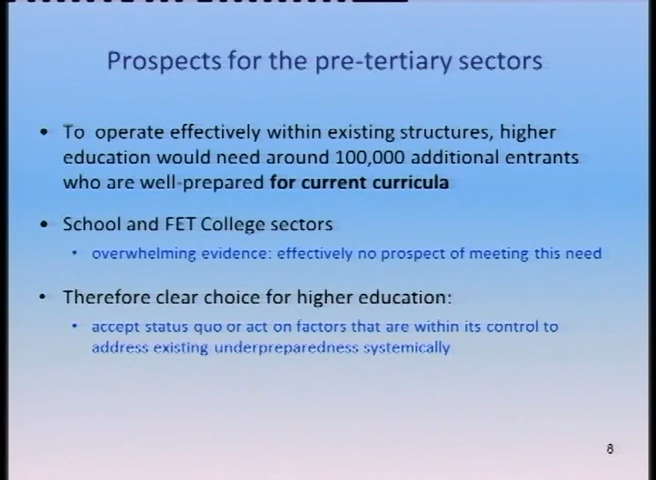 Prospects for the pre-tertiary sectors
• To operate effectively within existing structures, higher
education would need around 100,000 additional entrants
who are well-prepared for current curricula
• School and FET College sectors
• overwhelming evidence: effectively no prospect of meeting this need
• Therefore clear choice for higher education:
• accept status quo or act on factors that are within its control to
address existing underpreparedness systemically
8